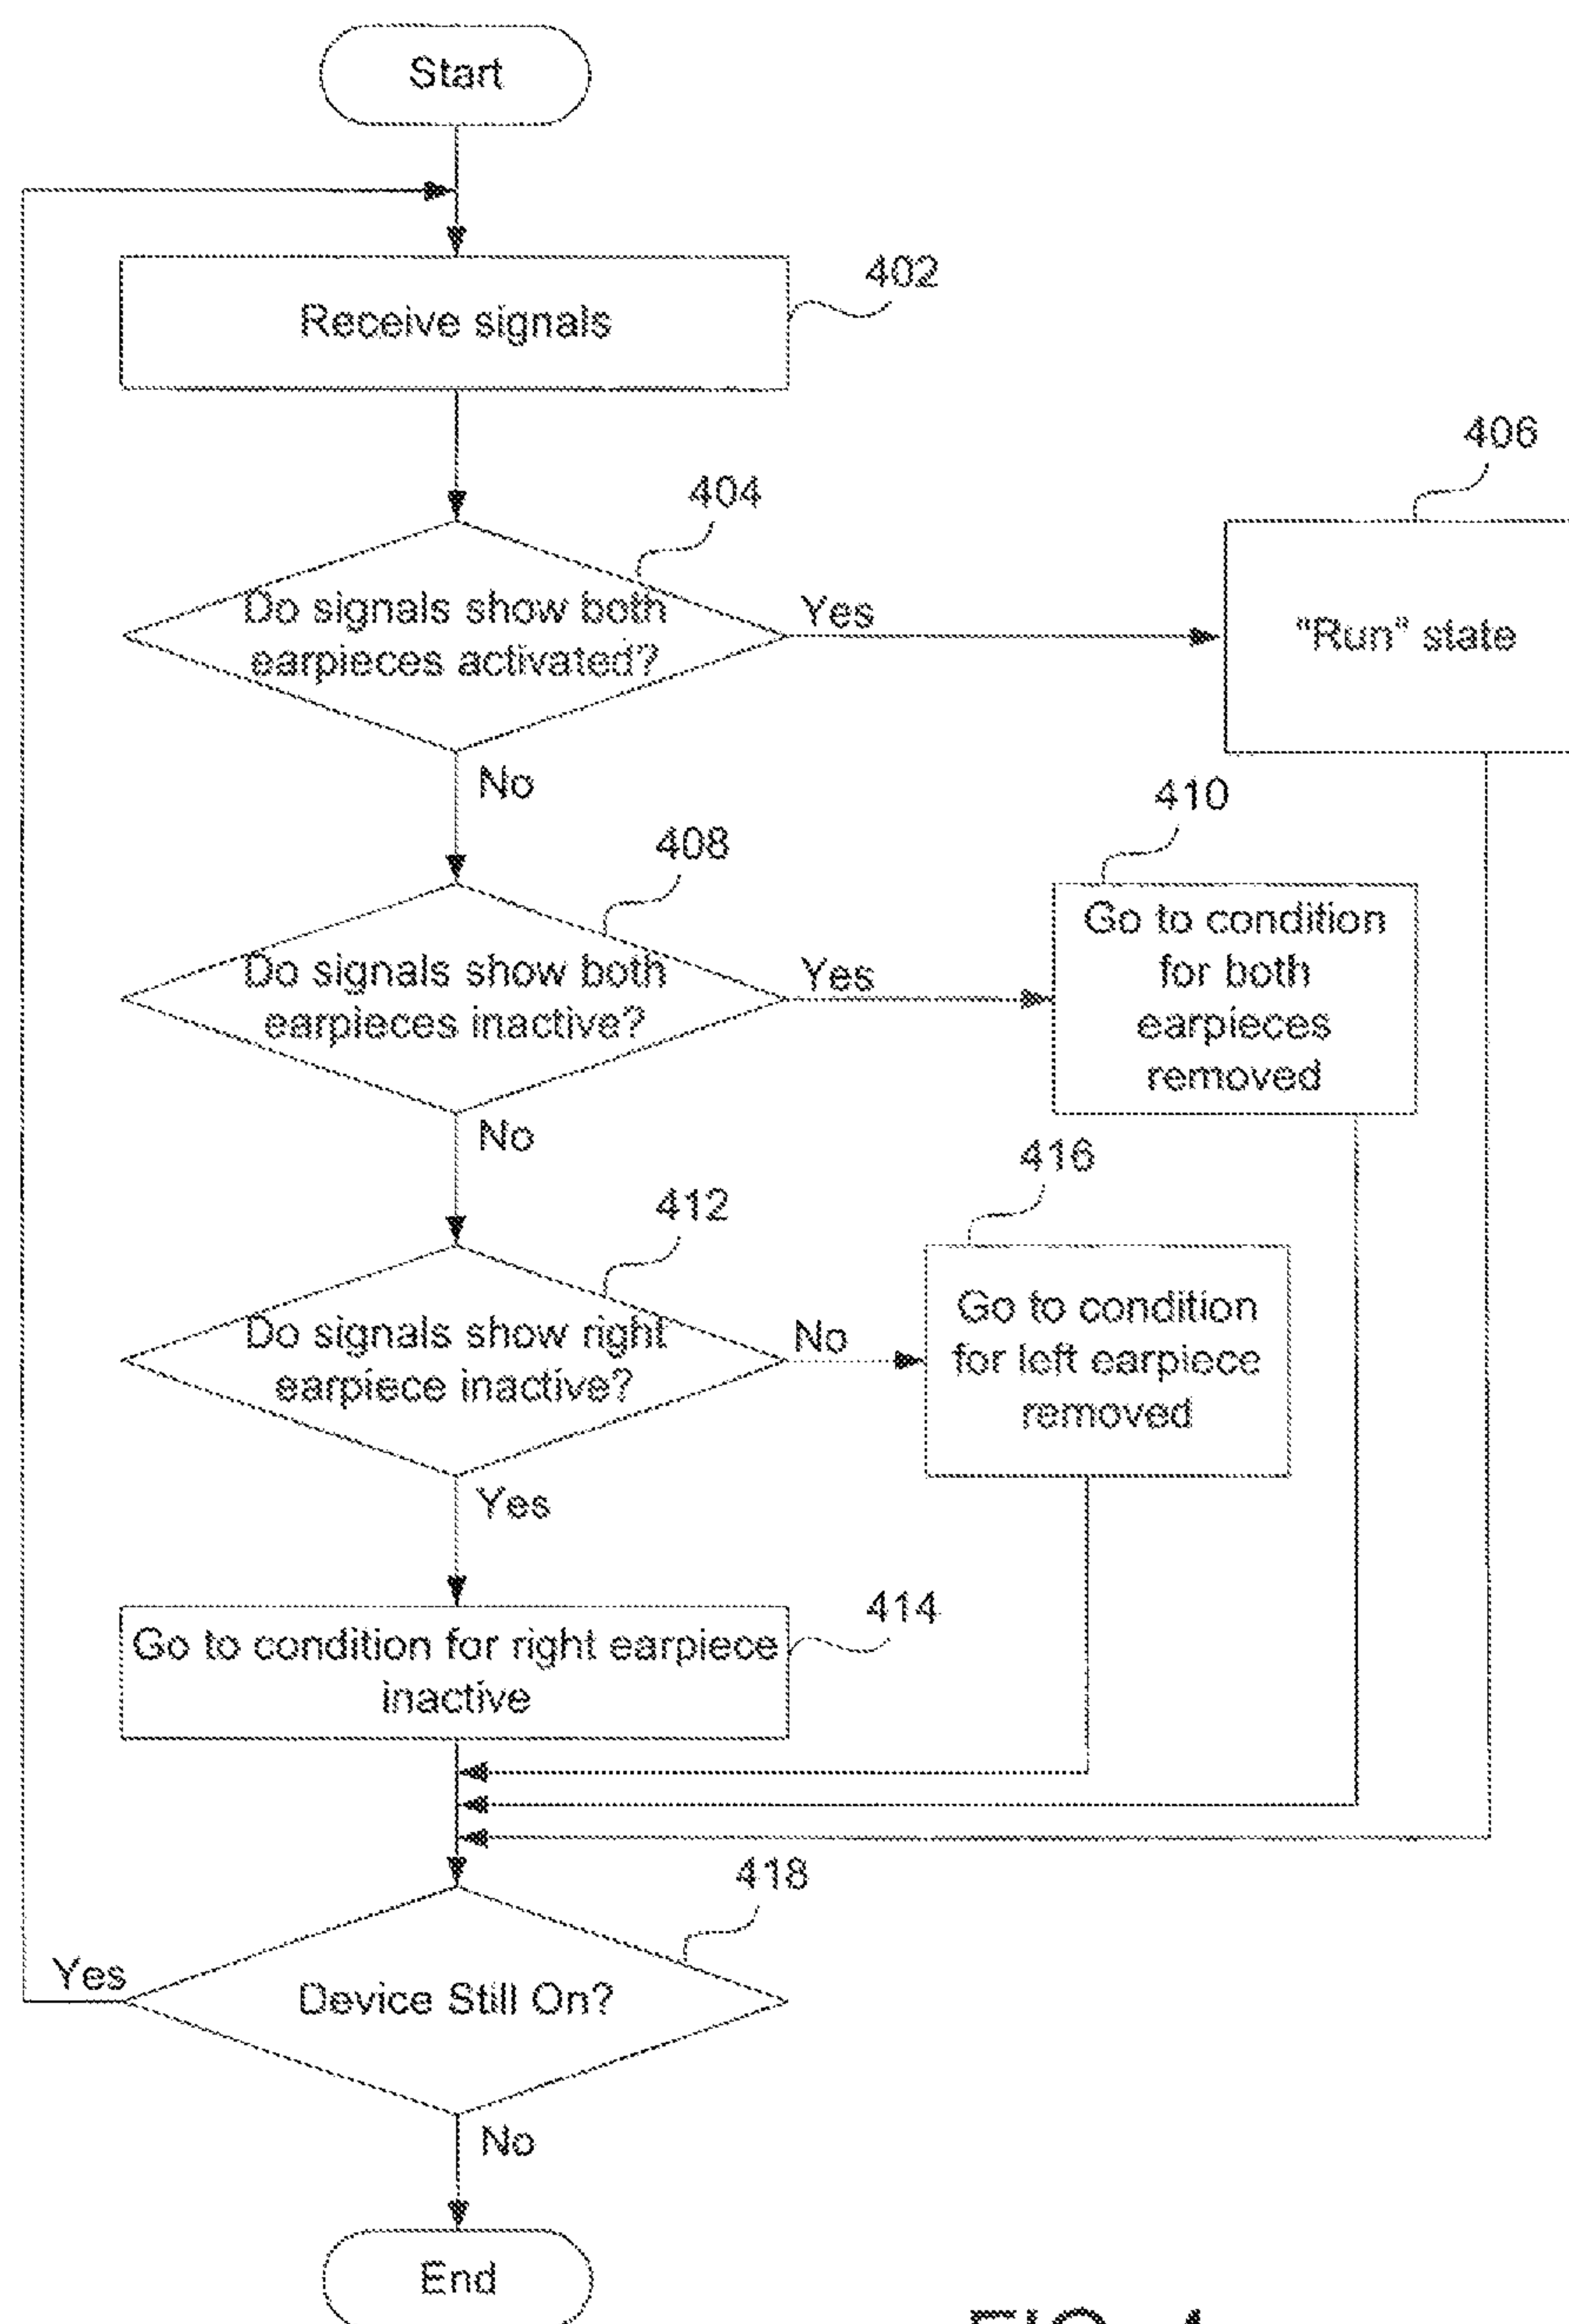 Start
Receive signals
402
404
406
Do signals show both
earpieces activated?
Yes
"Run" state
No
408
410
Do signals show both
earpieces inactive?
Yes
Go to condition
for both
earpieces
removed
No
412
416
Do signals show right
earpiece inactive?
No
Go to condition
for left earpiece
removed
Yes
414
Go to condition for right earpiece
inactive
418
Yes
Device Still On?
No
End